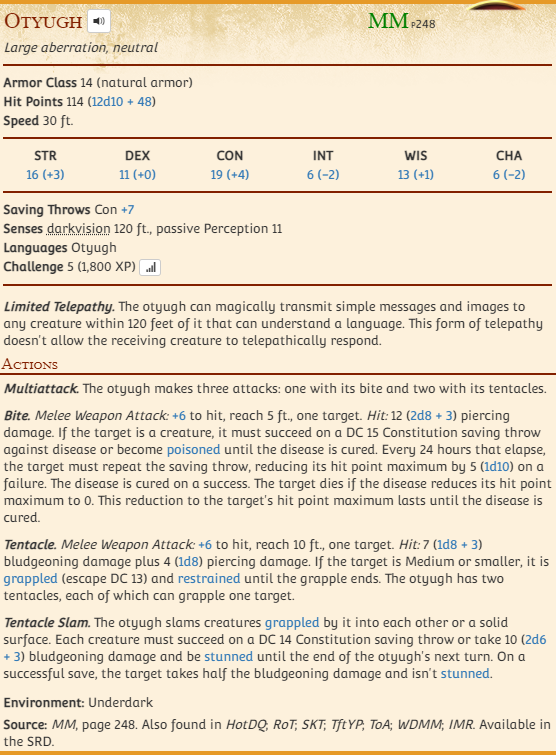 OTYUGH MM P248
Large aberration, neutral
Armor Class 14 (natural armor)
Hit Points 114 (12d10 + 48)
Speed 30 ft.
STR DEX CON INT WIS CHA
16 (+3) 11 (+0) 19 (+4) 6 (−2) 13 (+1) 6 (−2)
Saving Throws Con +7
Senses darkvision 120 ft., passive Perception 11
Languages Otyugh
Challenge 5 (1,800 XP)
Limited Telepathy. The otyugh can magically transmit simple messages and images to
any creature within 120 feet of it that can understand a language. This form of telepathy
doesn't allow the receiving creature to telepathically respond.
ACTIONS
Multiattack. The otyugh makes three attacks: one with its bite and two with its tentacles.
Bite. Melee Weapon Attack: +6 to hit, reach 5 ft., one target. Hit: 12 (2d8 + 3) piercing
damage. If the target is a creature, it must succeed on a DC 15 Constitution saving throw
against disease or become poisoned until the disease is cured. Every 24 hours that elapse,
the target must repeat the saving throw, reducing its hit point maximum by 5 (1d10) on a
failure. The disease is cured on a success. The target dies if the disease reduces its hit point
maximum to 0. This reduction to the target's hit point maximum lasts until the disease is
cured.
Tentacle. Melee Weapon Attack: +6 to hit, reach 10 ft., one target. Hit: 7 (1d8 + 3)
bludgeoning damage plus 4 (1d8) piercing damage. If the target is Medium or smaller, it is
grappled (escape DC 13) and restrained until the grapple ends. The otyugh has two
tentacles, each of which can grapple one target.
Tentacle Slam. The otyugh slams creatures grappled by it into each other or a solid
surface. Each creature must succeed on a DC 14 Constitution saving throw or take 10 (2d6
+ 3) bludgeoning damage and be stunned until the end of the otyugh's next turn. On a
successful save, the target takes half the bludgeoning damage and isn't stunned.
Environment: Underdark
Source: MM, page 248. Also found in HotDQ; RoT; SKT; TftYP; ToA; WDMM; IMR. Available in
the SRD.